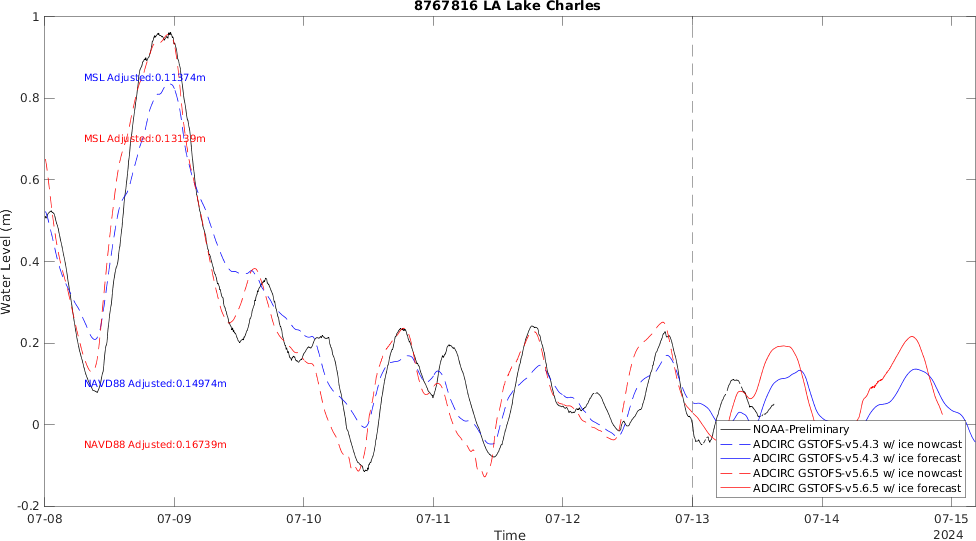 8767816 LA Lake Charles
1
0.8
0.6
0.4
0.2
0
-0.2
Water Level (m)
MSL Adjusted:0.11374m
MSL Adjusted:0.13139m
NAVD88 Adjusted:0.14974m
NAVD88 Adjusted:0.16739m
NOAA-Preliminary
ADCIRC GSTOFS-v5.4.3 w/ ice nowcast
ADCIRC GSTOFS-v5.4.3 w/ ice forecast
ADCIRC GSTOFS-v5.6.5 w/ ice nowcast
ADCIRC GSTOFS-v5.6.5 w/ ice forecast
07-08 07-09 07-10 07-11 07-12 07-13 07-14 07-15
Time
2024